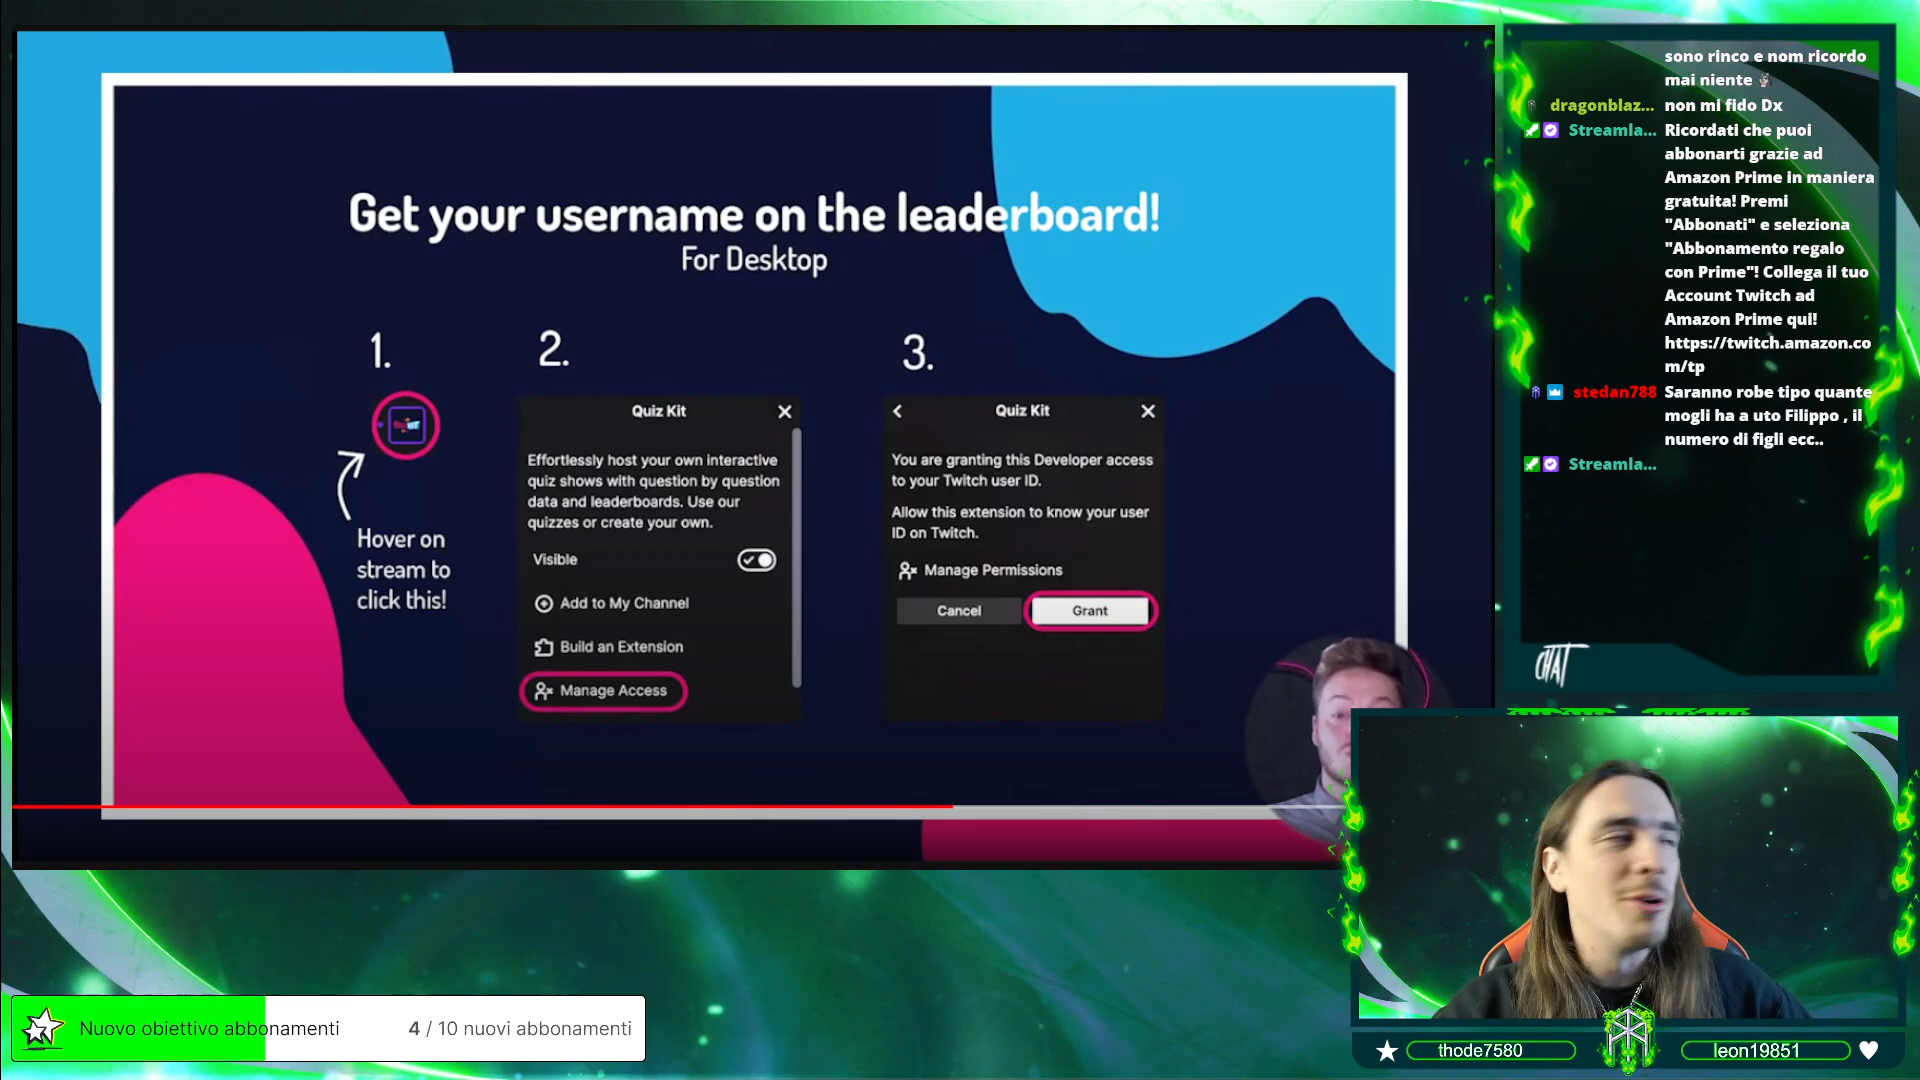 Get your username on the leaderboard!
For Desktop
1.
Hover on
stream to
click this!
2.
Quiz Kit
Effortlessly host your own interactive
quiz shows with question by question
data and leaderboards. Use our
quizzes or create your own.
Visible
Add to My Channel
Build an Extension
Manage Access
3.
Quiz Kit
You are granting this Developer access
to your Twitch user ID.
Allow this extension to know your user
ID on Twitch.
Manage Permissions
Cancel
Grant
sono rinco e nom ricordo
mai niente
dragonblaz... non mi fido Dx
Streamla... Ricordati che puoi
abbonarti grazie ad
Amazon Prime in maniera
gratuita! Premi
"Abbonati" e seleziona
"Abbonamento regalo
con Prime"! Collega il tuo
Account Twitch ad
Amazon Prime qui!
https://twitch.amazon.co
m/tp
stedan788 Saranno robe tipo quante
mogli ha a uto Filippo , il
numero di figli ecc..
Streamla...
CHAT
Nuovo obiettivo abbonamenti 4 / 10 nuovi abbonamenti
thode7580
leon19851